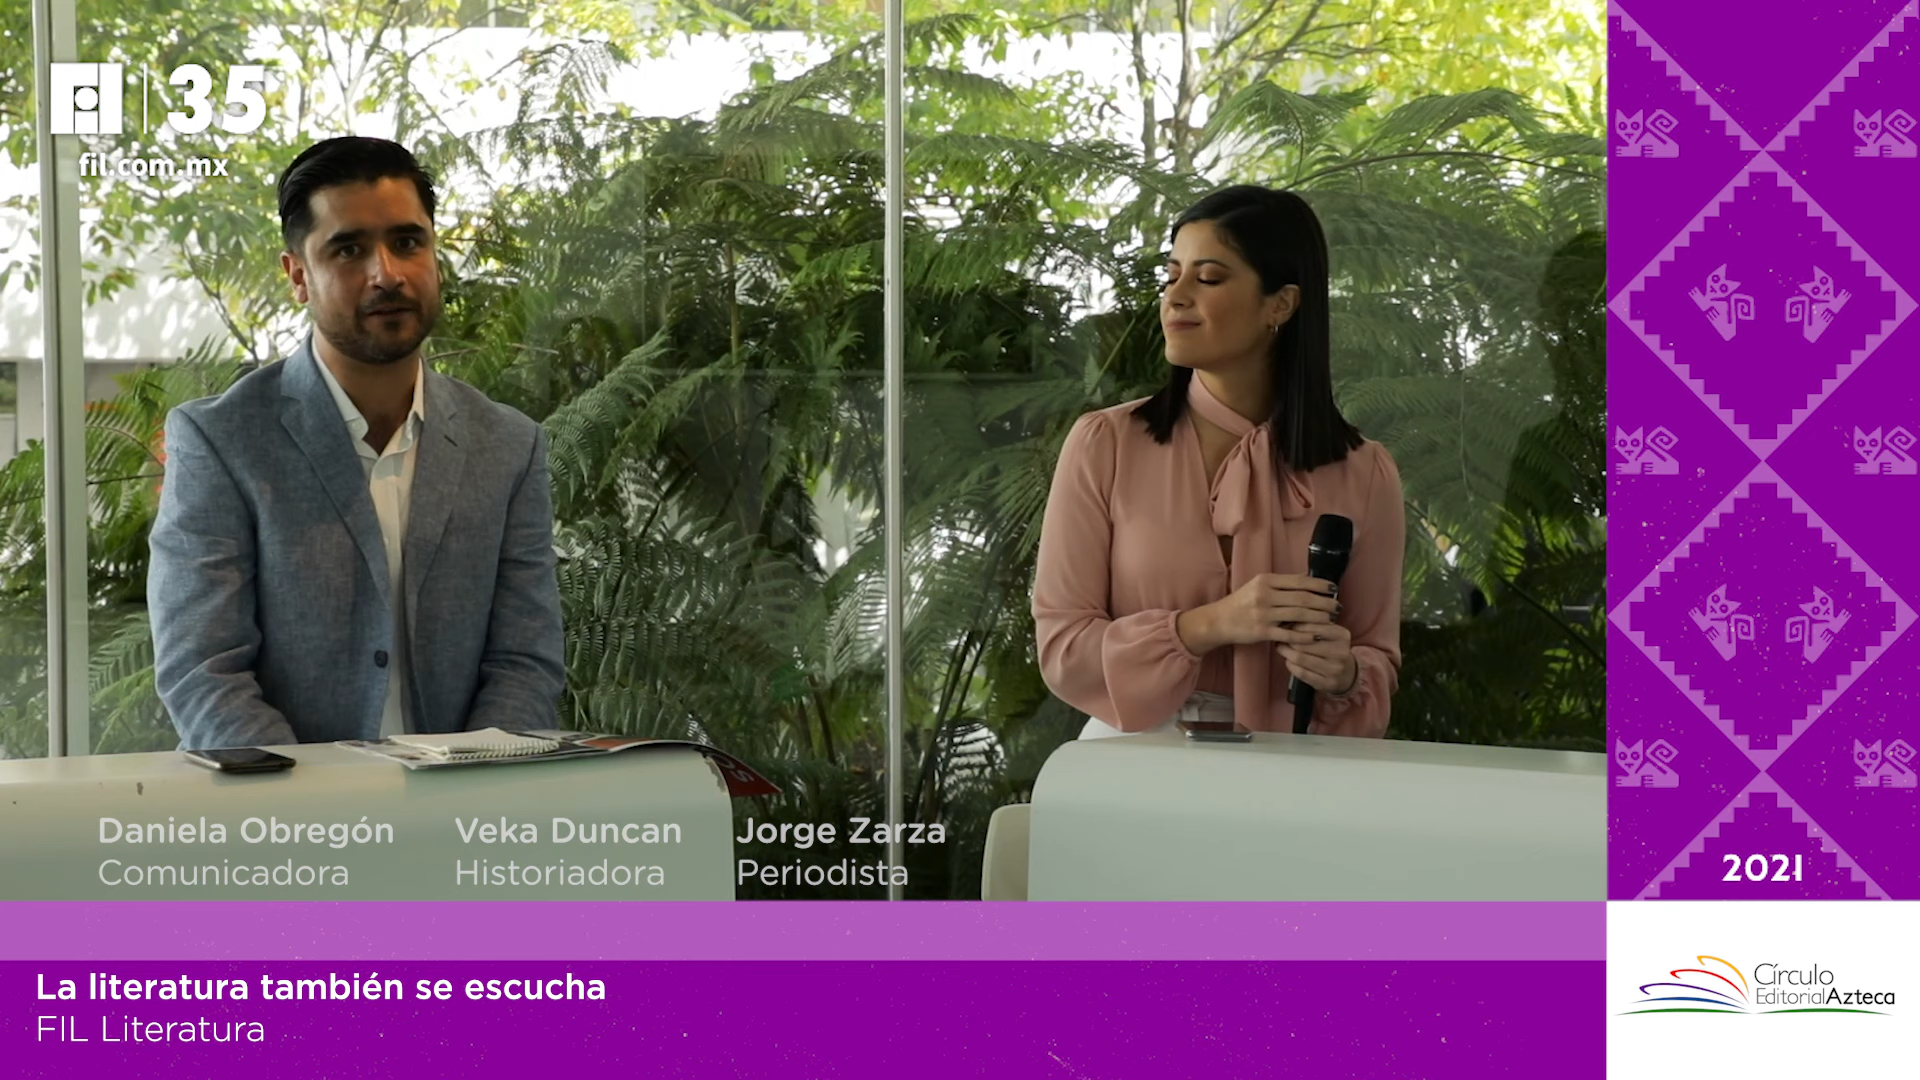 fil 35
fil.com.mx
Daniela Obregón
Comunicadora
Veka Duncan
Historiadora
Jorge Zarza
Periodista
2021
La literatura también se escucha
FIL Literatura
Círculo
EditorialAzteca